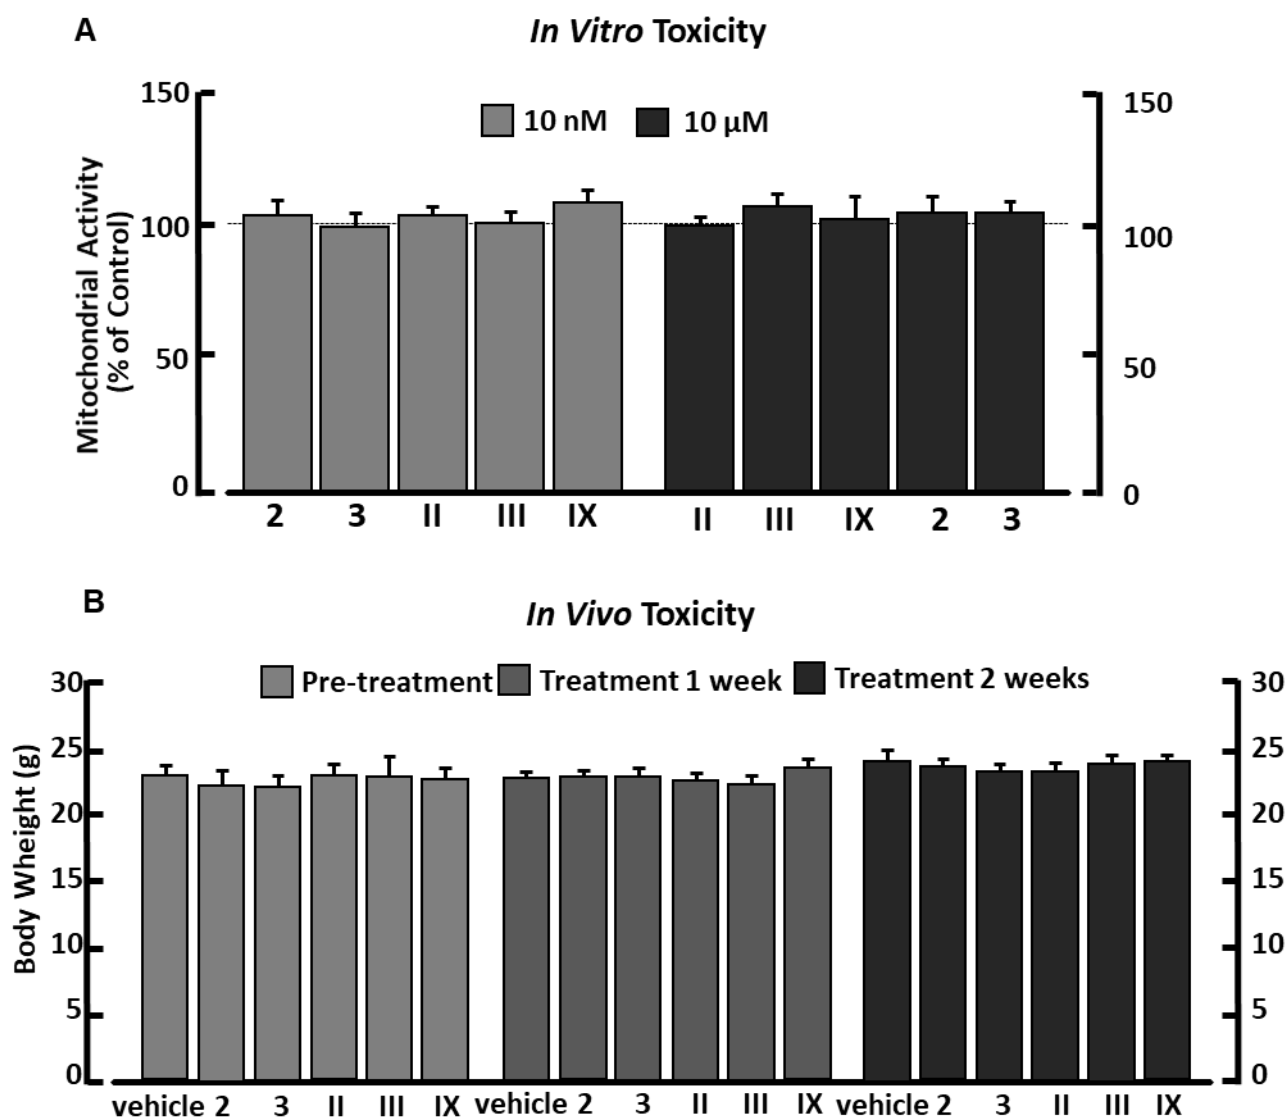 A
In Vitro Toxicity
10 nM
10 µM
Mitochondrial Activity
(% of Control)
150
100
50
0
150
100
50
0
2 3 II III IX II III IX 2 3
B
In Vivo Toxicity
Pre-treatment Treatment 1 week Treatment 2 weeks
Body Wheight (g)
30
25
20
15
10
5
0
30
25
20
15
10
5
0
vehicle 2 3 II III IX vehicle 2 3 II III IX vehicle 2 3 II III IX